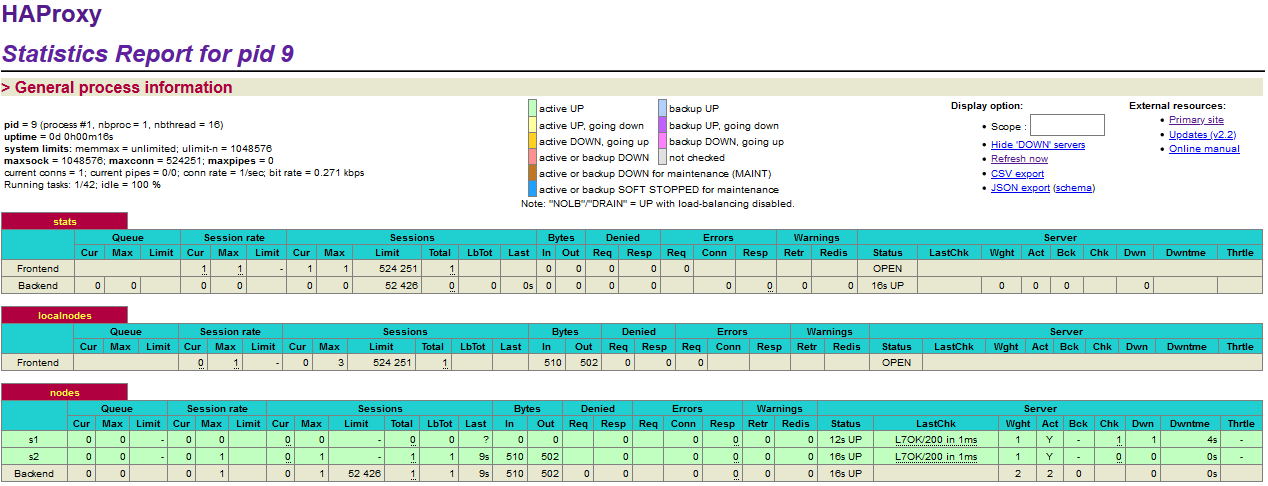 HAProxy
Statistics Report for pid 9
> General process information
pid = 9 (process #1, nbproc = 1, nbthread = 16)
uptime = 0d 0h00m16s
system limits: memmax = unlimited; ulimit-n = 1048576
maxsock = 1048576; maxconn = 524251; maxpipes = 0
current conns = 1; current pipes = 0/0; conn rate = 1/sec; bit rate = 0.271 kbps
Running tasks: 1/42; idle = 100 %
active UP backup UP
active UP, going down backup UP, going down
active DOWN, going up backup DOWN, going up
active or backup DOWN not checked
active or backup DOWN for maintenance (MAINT)
active or backup SOFT STOPPED for maintenance
Note: "NOLB"/"DRAIN" = UP with load-balancing disabled.
Display option:
• Scope :
• Hide 'DOWN' servers
• Refresh now
• CSV export
• JSON export (schema)
External resources:
• Primary site
• Updates (v2.2)
• Online manual
stats
Queue Session rate Sessions Bytes Denied Errors Warnings Server
Cur Max Limit Cur Max Limit Cur Max Limit Total LbTot Last In Out Req Resp Req Conn Resp Retr Redis Status LastChk Wght Act Bck Chk Dwn Dwntme Thrtle
Frontend 1 1 - 1 1 524 251 1 0 0 0 0 0 OPEN
Backend 0 0 0 0 0 0 52 426 0 0 0s 0 0 0 0 0 0 0 0 16s UP 0 0 0 0
localnodes
Queue Session rate Sessions Bytes Denied Errors Warnings Server
Cur Max Limit Cur Max Limit Cur Max Limit Total LbTot Last In Out Req Resp Req Conn Resp Retr Redis Status LastChk Wght Act Bck Chk Dwn Dwntme Thrtle
Frontend 0 1 - 0 3 524 251 1 510 502 0 0 0 OPEN
nodes
Queue Session rate Sessions Bytes Denied Errors Warnings Server
Cur Max Limit Cur Max Limit Cur Max Limit Total LbTot Last In Out Req Resp Req Conn Resp Retr Redis Status LastChk Wght Act Bck Chk Dwn Dwntme Thrtle
s1 0 0 - 0 0 0 0 - 0 0 ? 0 0 0 0 0 0 0 12s UP L7OK/200 in 1ms 1 Y - 1 1 4s -
s2 0 0 - 0 1 0 1 - 1 1 9s 510 502 0 0 0 0 0 16s UP L7OK/200 in 1ms 1 Y - 0 0 0s -
Backend 0 0 0 1 0 1 52 426 1 1 9s 510 502 0 0 0 0 0 0 16s UP 2 2 0 0 0s